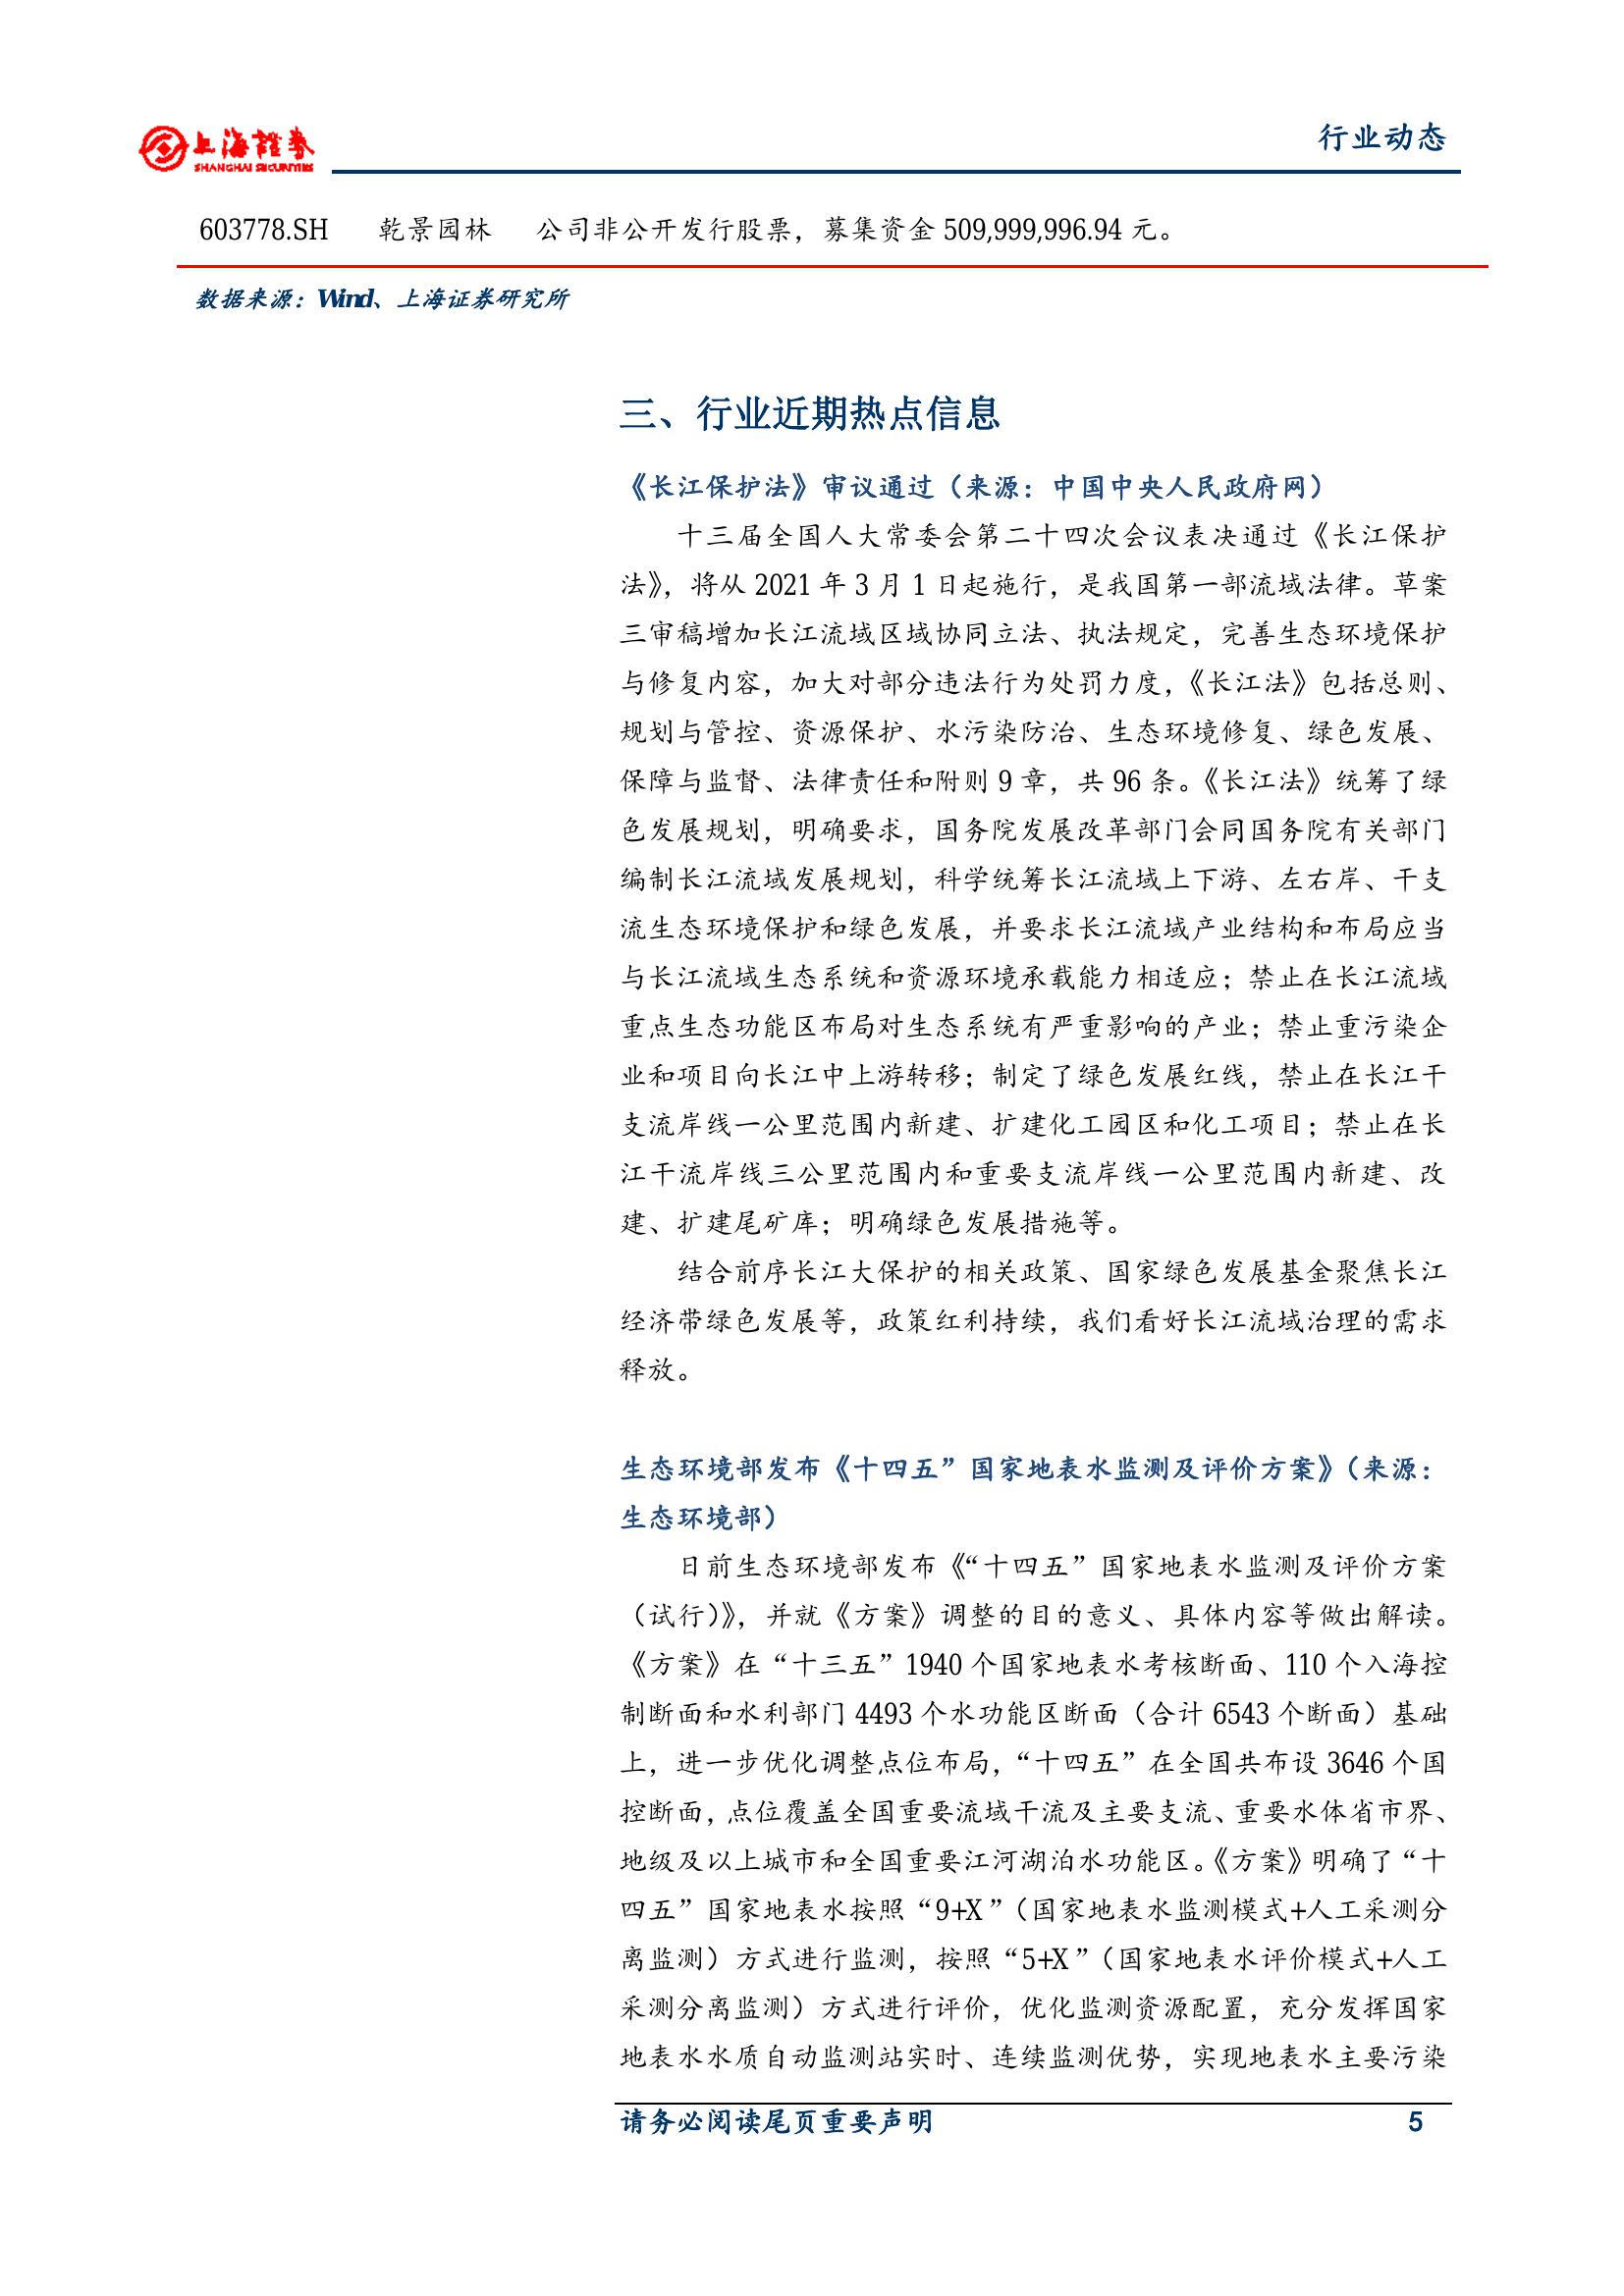 上海證券
SHANGHAI SECURITIES
行业动态
603778.SH 乾景园林 公司非公开发行股票，募集资金 509,999,996.94 元。
数据来源：Wind、上海证券研究所
三、行业近期热点信息
《长江保护法》审议通过（来源：中国中央人民政府网）
十三届全国人大常委会第二十四次会议表决通过《长江保护
法》，将从 2021 年 3 月 1 日起施行，是我国第一部流域法律。草案
三审稿增加长江流域区域协同立法、执法规定，完善生态环境保护
与修复内容，加大对部分违法行为处罚力度，《长江法》包括总则、
规划与管控、资源保护、水污染防治、生态环境修复、绿色发展、
保障与监督、法律责任和附则 9 章，共 96 条。《长江法》统筹了绿
色发展规划，明确要求，国务院发展改革部门会同国务院有关部门
编制长江流域发展规划，科学统筹长江流域上下游、左右岸、干支
流生态环境保护和绿色发展，并要求长江流域产业结构和布局应当
与长江流域生态系统和资源环境承载能力相适应；禁止在长江流域
重点生态功能区布局对生态系统有严重影响的产业；禁止重污染企
业和项目向长江中上游转移；制定了绿色发展红线，禁止在长江干
支流岸线一公里范围内新建、扩建化工园区和化工项目；禁止在长
江干流岸线三公里范围内和重要支流岸线一公里范围内新建、改
建、扩建尾矿库；明确绿色发展措施等。
结合前序长江大保护的相关政策、国家绿色发展基金聚焦长江
经济带绿色发展等，政策红利持续，我们看好长江流域治理的需求
释放。
生态环境部发布《十四五”国家地表水监测及评价方案》（来源：
生态环境部）
日前生态环境部发布《“十四五”国家地表水监测及评价方案
（试行）》，并就《方案》调整的目的意义、具体内容等做出解读。
《方案》在“十三五”1940 个国家地表水考核断面、110 个入海控
制断面和水利部门 4493 个水功能区断面（合计 6543 个断面）基础
上，进一步优化调整点位布局，“十四五”在全国共布设 3646 个国
控断面，点位覆盖全国重要流域干流及主要支流、重要水体省市界、
地级及以上城市和全国重要江河湖泊水功能区。《方案》明确了“十
四五”国家地表水按照“9+X”（国家地表水监测模式+人工采测分
离监测）方式进行监测，按照“5+X”（国家地表水评价模式+人工
采测分离监测）方式进行评价，优化监测资源配置，充分发挥国家
地表水水质自动监测站实时、连续监测优势，实现地表水主要污染
请务必阅读尾页重要声明 5